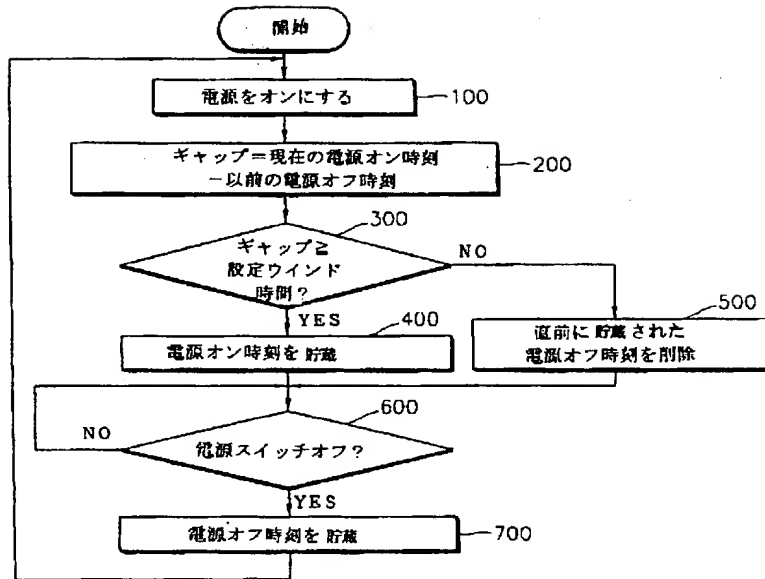 開始
電源をオンにする
100
ギャップ=現在の電源オン時刻
-以前の電源オフ時刻
200
300
ギャップ≧
設定ウインド
時間?
NO
YES
400
電源オン時刻を貯蔵
500
直前に貯蔵された
電源オフ時刻を削除
600
NO
電源スイッチオフ?
YES
電源オフ時刻を貯蔵
700